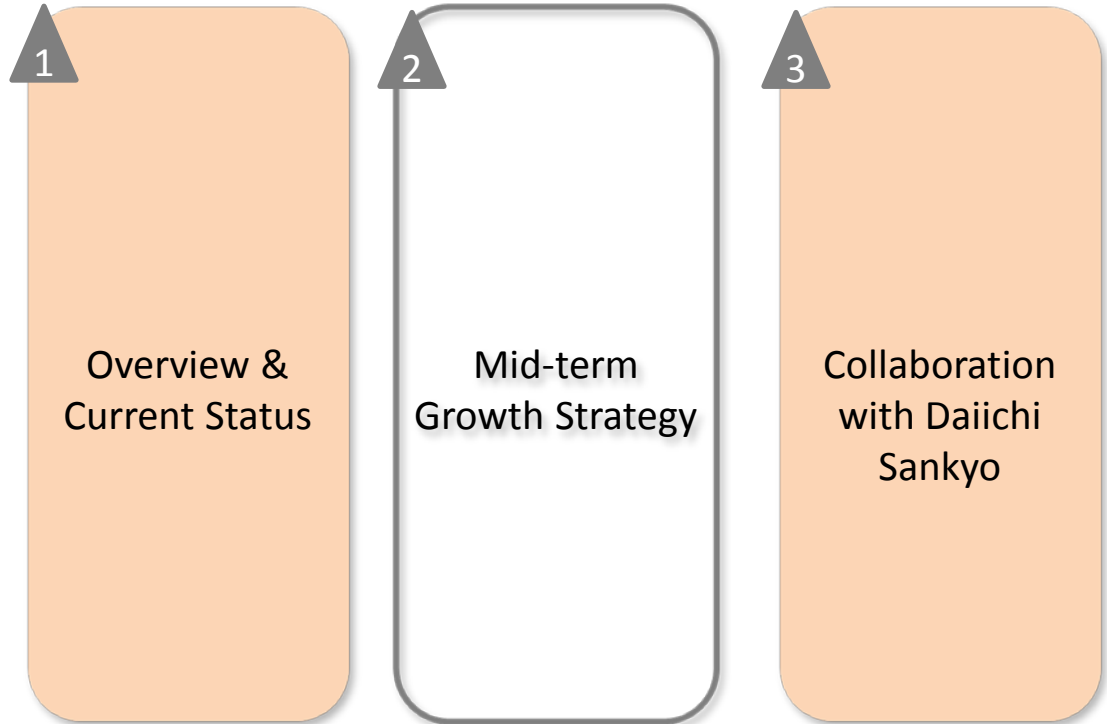 1
Overview &
Current Status
2
Mid-term
Growth Strategy
3
Collaboration
with Daiichi
Sankyo